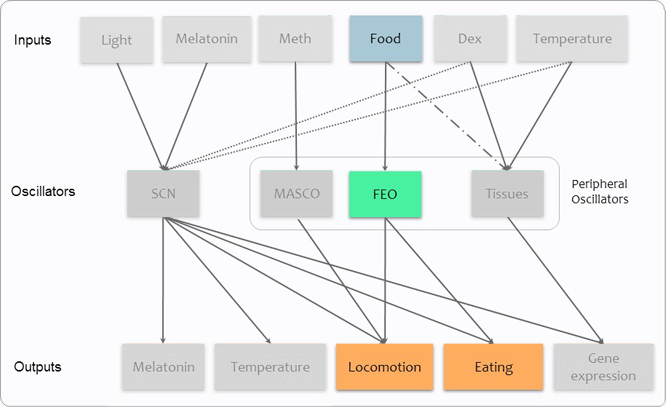 Inputs
Light
Melatonin
Meth
Food
Dex
Temperature
Oscillators
SCN
MASCO
FEO
Tissues
Peripheral
Oscillators
Outputs
Melatonin
Temperature
Locomotion
Eating
Gene
expression